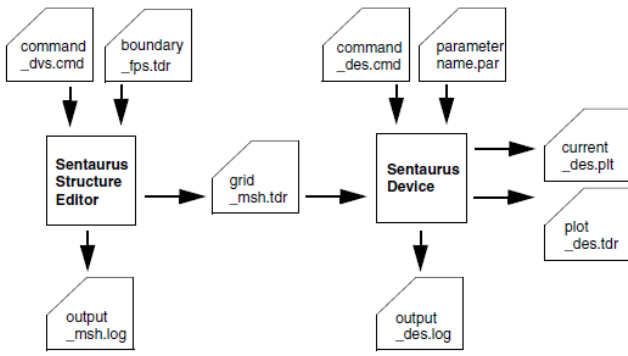 command
_dvs.cmd
boundary
_fps.tdr
command
_des.cmd
parameter
name.par
Sentaurus
Structure
Editor
grid
_msh.tdr
Sentaurus
Device
current
_des.plt
plot
_des.tdr
output
_msh.log
output
_des.log